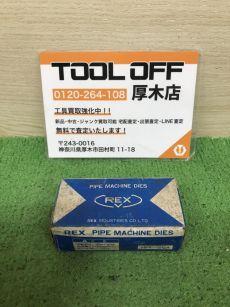 TOOL OFF
0120-264-108 厚木店
工具買取強化中！！
新品・中古・ジャンク買取可能 宅配査定・出張査定・LINE査定
無料で査定いたします！
〒243-0016
神奈川県厚木市田村町 11-18
PIPE MACHINE DIES
REX
REX INDUSTRIES CO. LTD.
REX PIPE MACHINE DIES